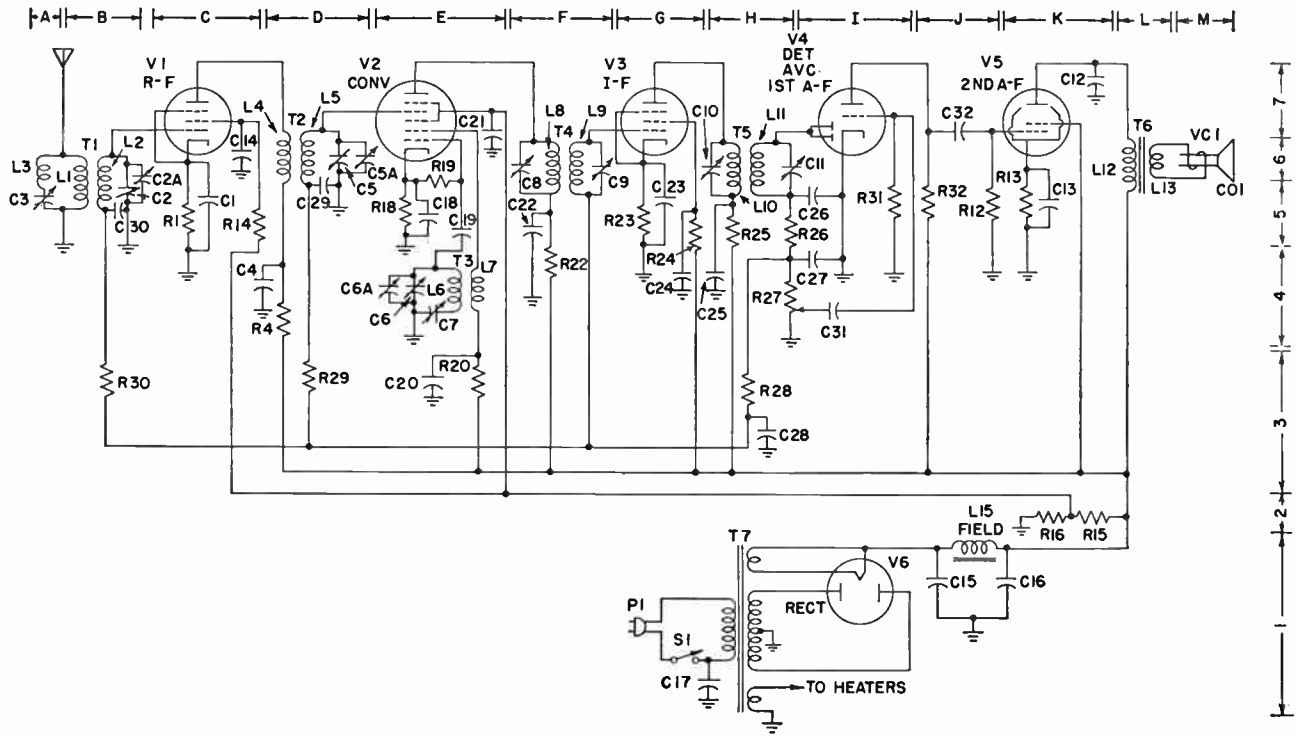 A B C D E F G H I J K L M
V1
R-F
V2
CONV
V3
I-F
V4
DET
AVC
1ST A-F
V5
2ND A-F
C12
L4
T2
L5
C21
L8
T4
L9
C10
T5
L11
C32
T6
VC1
7
T1
L2
C14
C5A
R19
C8
C9
C11
L3
L1
C2A
C5
L12
L13
CO1
6
C3
C2
C1
C29
R18
C18
C23
L10
C26
R31
R32
R13
C13
R12
C30
R1
R14
C19
C22
R23
R24
R25
R26
5
C4
T3
L7
R22
C27
C6A
L6
C24
R27
C25
4
R4
C6
C7
C31
R30
R29
C20
R20
R28
C28
3
L15
FIELD
R16
R15
2
T7
V6
C15
C16
P1
RECT
S1
1
C17
TO HEATERS